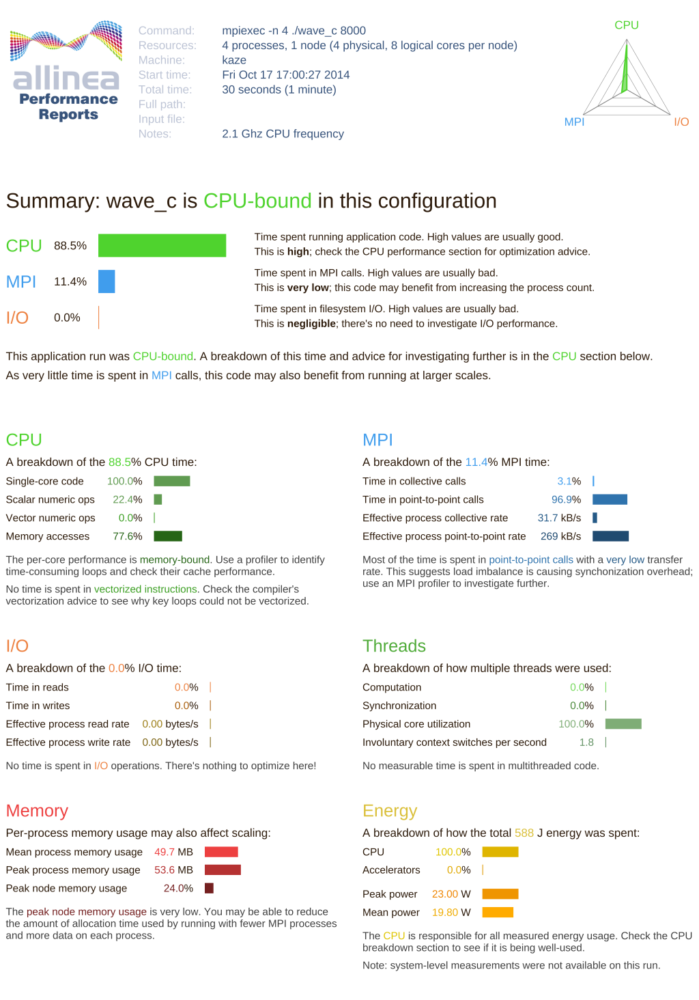 allinea
Performance
Reports
Command: mpiexec -n 4 ./wave_c 8000
Resources: 4 processes, 1 node (4 physical, 8 logical cores per node)
Machine: kaze
Start time: Fri Oct 17 17:00:27 2014
Total time: 30 seconds (1 minute)
Full path:
Input file:
Notes: 2.1 Ghz CPU frequency
CPU
MPI
I/O
Summary: wave_c is CPU-bound in this configuration
CPU 88.5%
Time spent running application code. High values are usually good.
This is high; check the CPU performance section for optimization advice.
MPI 11.4%
Time spent in MPI calls. High values are usually bad.
This is very low; this code may benefit from increasing the process count.
I/O 0.0%
Time spent in filesystem I/O. High values are usually bad.
This is negligible; there's no need to investigate I/O performance.
This application run was CPU-bound. A breakdown of this time and advice for investigating further is in the CPU section below.
As very little time is spent in MPI calls, this code may also benefit from running at larger scales.
CPU
A breakdown of the 88.5% CPU time:
Single-core code 100.0%
Scalar numeric ops 22.4%
Vector numeric ops 0.0%
Memory accesses 77.6%
The per-core performance is memory-bound. Use a profiler to identify
time-consuming loops and check their cache performance.
No time is spent in vectorized instructions. Check the compiler's
vectorization advice to see why key loops could not be vectorized.
MPI
A breakdown of the 11.4% MPI time:
Time in collective calls 3.1%
Time in point-to-point calls 96.9%
Effective process collective rate 31.7 kB/s
Effective process point-to-point rate 269 kB/s
Most of the time is spent in point-to-point calls with a very low transfer
rate. This suggests load imbalance is causing synchonization overhead;
use an MPI profiler to investigate further.
I/O
A breakdown of the 0.0% I/O time:
Time in reads 0.0%
Time in writes 0.0%
Effective process read rate 0.00 bytes/s
Effective process write rate 0.00 bytes/s
No time is spent in I/O operations. There's nothing to optimize here!
Threads
A breakdown of how multiple threads were used:
Computation 0.0%
Synchronization 0.0%
Physical core utilization 100.0%
Involuntary context switches per second 1.8
No measurable time is spent in multithreaded code.
Memory
Per-process memory usage may also affect scaling:
Mean process memory usage 49.7 MB
Peak process memory usage 53.6 MB
Peak node memory usage 24.0%
The peak node memory usage is very low. You may be able to reduce
the amount of allocation time used by running with fewer MPI processes
and more data on each process.
Energy
A breakdown of how the total 588 J energy was spent:
CPU 100.0%
Accelerators 0.0%
Peak power 23.00 W
Mean power 19.80 W
The CPU is responsible for all measured energy usage. Check the CPU
breakdown section to see if it is being well-used.
Note: system-level measurements were not available on this run.